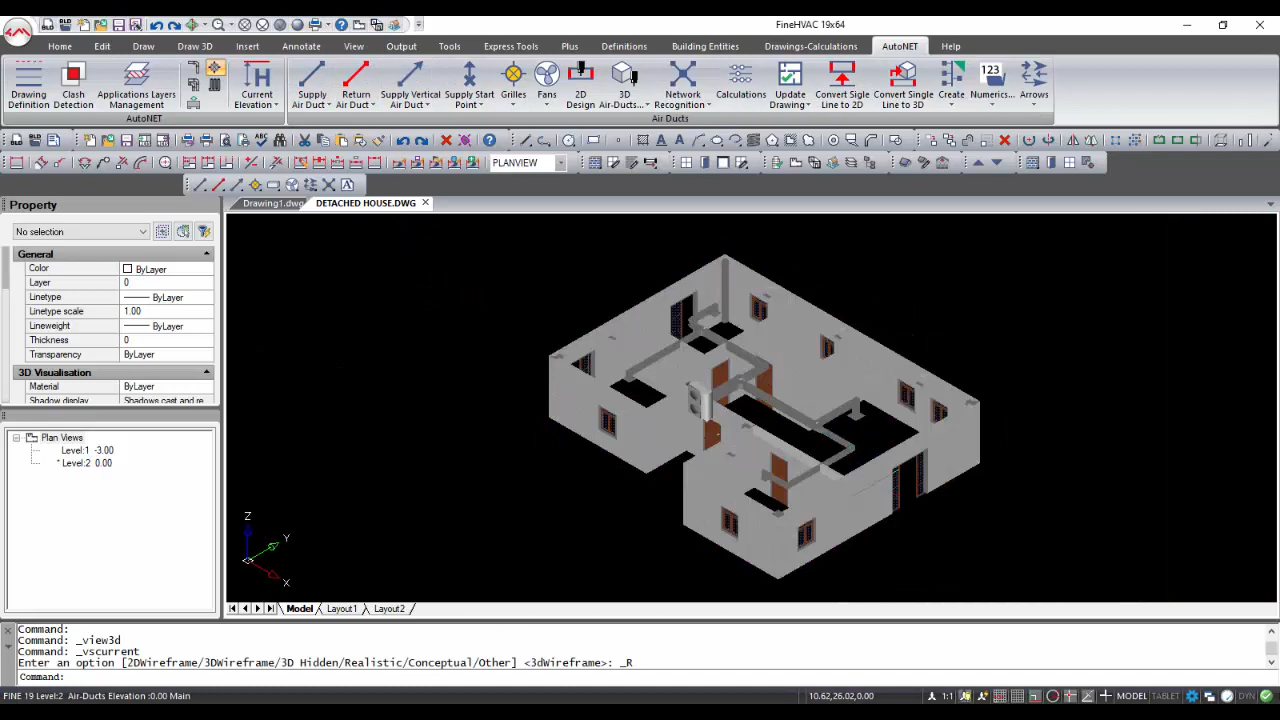 FineHVAC 19x64
BLD BLD
4M
Home Edit Draw Draw 3D Insert Annotate View Output Tools Express Tools Plus Definitions Building Entities Drawings-Calculations AutoNET Help
Drawing Definition
Clash Detection
Applications Layers Management
Current Elevation
Supply Air Duct
Return Air Duct
Supply Vertical Air Duct
Supply Start Point
Grilles
Fans
2D Design
3D Air-Ducts...
Network Recognition
Calculations
Update Drawing
Convert Sigle Line to 2D
Convert Sigle Line to 3D
Create
123
Numeric...
Arrows
AutoNET
Air Ducts
BLD
PLANVIEW
Property
Drawing1.dwg
DETACHED HOUSE.DWG
No selection
General
Color ByLayer
Layer 0
Linetype ByLayer
Linetype scale 1.00
Lineweight ByLayer
Thickness 0
Transparency ByLayer
3D Visualisation
Material ByLayer
Shadow display Shadows cast and re
Plan Views
Level:1 -3.00
* Level:2 0.00
Z
Y
X
Model Layout1 Layout2
Command:
Command: _view3d
Command: _vscurrent
Enter an option [2DWireframe/3DWireframe/3D Hidden/Realistic/Conceptual/Other] <3dWireframe>: _R
Command:
FINE 19 Level:2 Air-Ducts Elevation :0.00 Main
10.62,26.02,0.00
1:1
MODEL TABLET
DYN